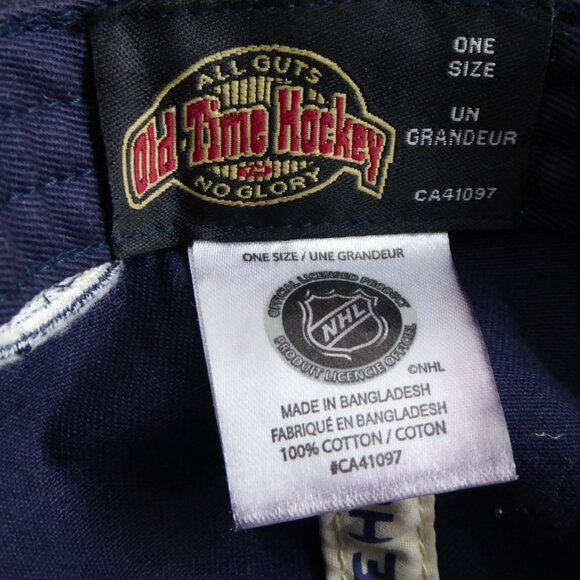 ALL GUTS
Old Time Hockey
NO GLORY
ONE
SIZE
UN
GRANDEUR
CA41097
ONE SIZE / UNE GRANDEUR
OFFICIAL LICENSED PRODUCT
NHL
PRODUIT LICENCIÉ OFFICIEL
©NHL
MADE IN BANGLADESH
FABRIQUÉ EN BANGLADESH
100% COTTON / COTON
#CA41097
HE